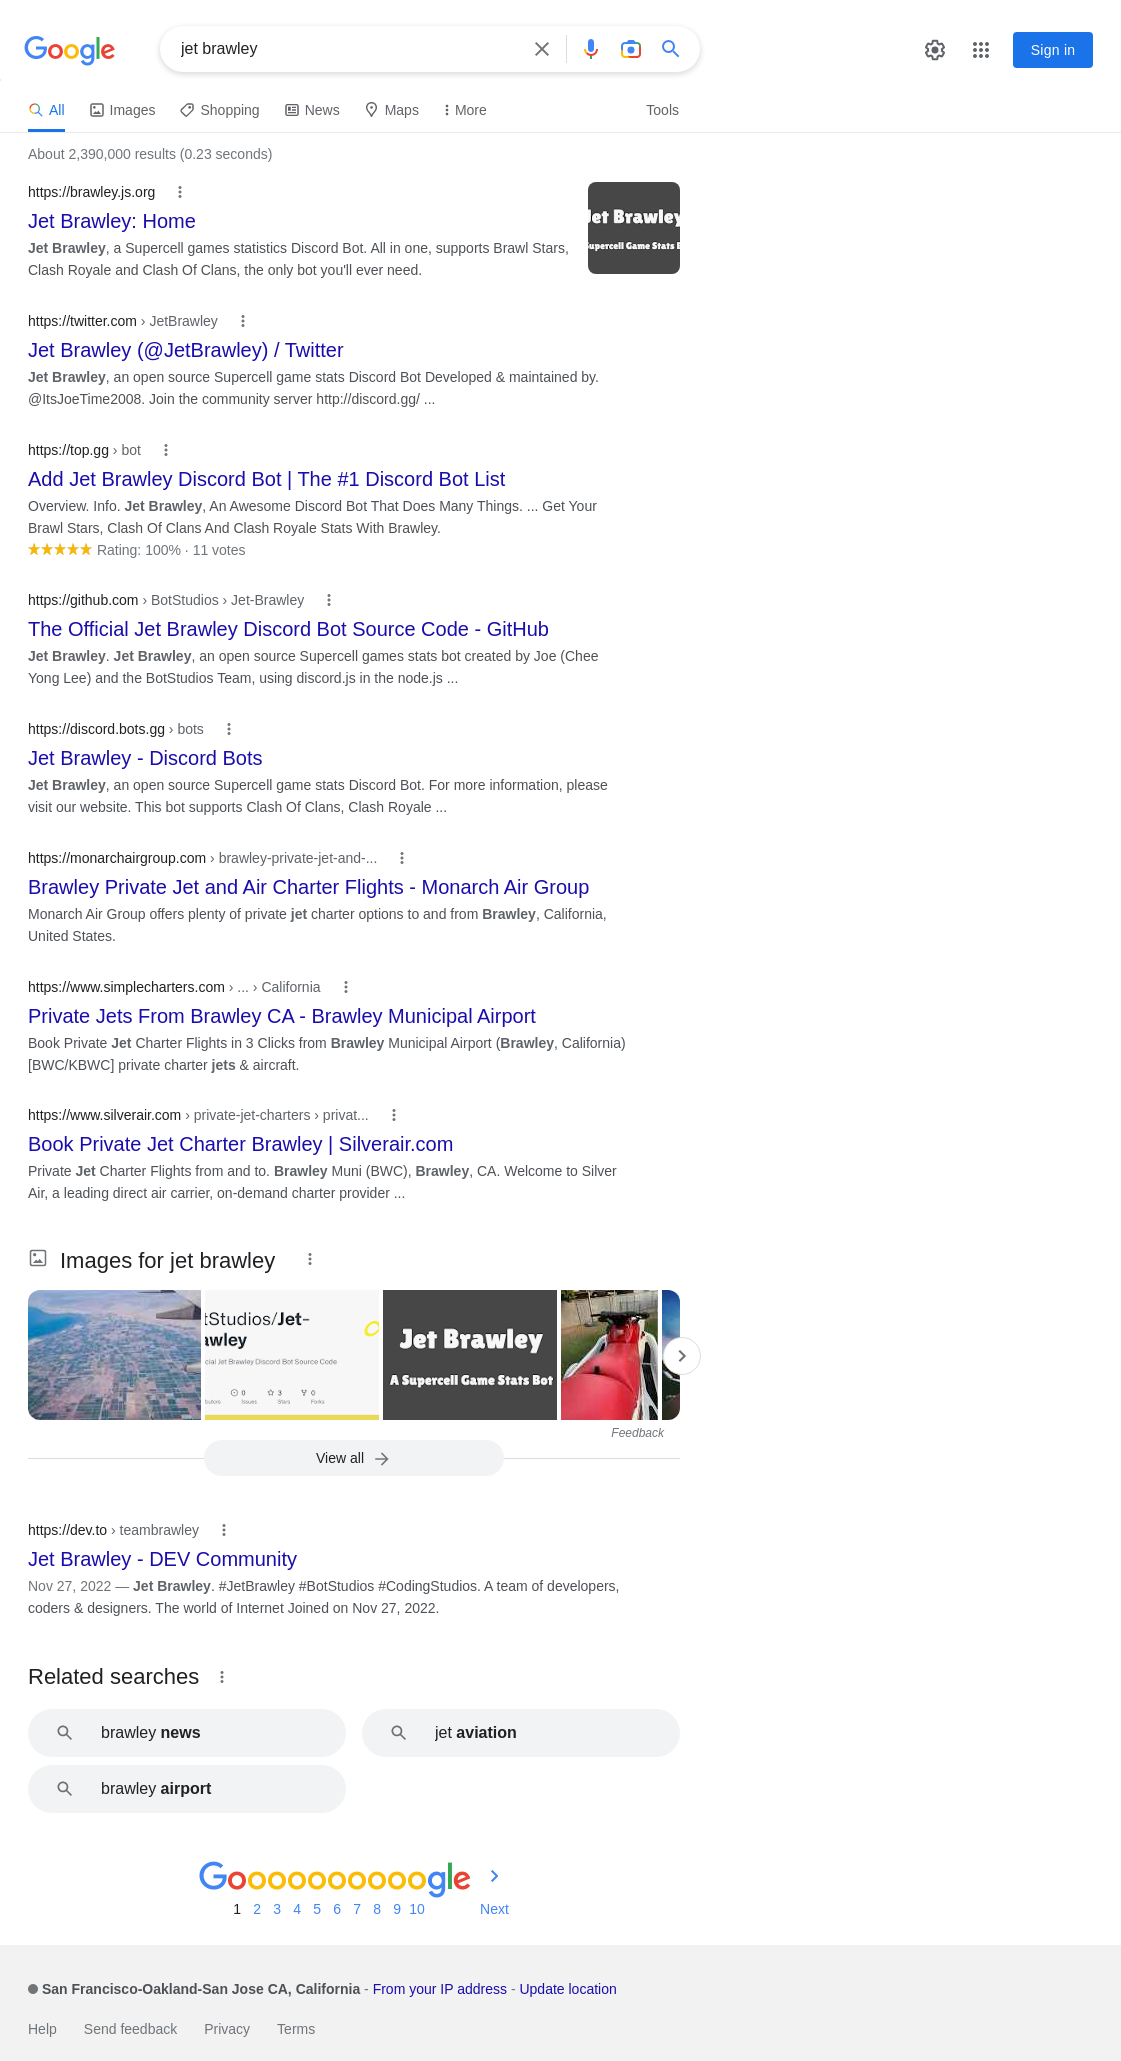 Google
jet brawley
Sign in
All
Images
Shopping
News
Maps
More
Tools
About 2,390,000 results (0.23 seconds)
https://brawley.js.org
Jet Brawley: Home
Jet Brawley, a Supercell games statistics Discord Bot. All in one, supports Brawl Stars,
Clash Royale and Clash Of Clans, the only bot you'll ever need.
Jet Brawley
Supercell Game Stats B
https://twitter.com › JetBrawley
Jet Brawley (@JetBrawley) / Twitter
Jet Brawley, an open source Supercell game stats Discord Bot Developed & maintained by.
@ItsJoeTime2008. Join the community server http://discord.gg/ ...
https://top.gg › bot
Add Jet Brawley Discord Bot | The #1 Discord Bot List
Overview. Info. Jet Brawley, An Awesome Discord Bot That Does Many Things. ... Get Your
Brawl Stars, Clash Of Clans And Clash Royale Stats With Brawley.
Rating: 100% · 11 votes
https://github.com › BotStudios › Jet-Brawley
The Official Jet Brawley Discord Bot Source Code - GitHub
Jet Brawley. Jet Brawley, an open source Supercell games stats bot created by Joe (Chee
Yong Lee) and the BotStudios Team, using discord.js in the node.js ...
https://discord.bots.gg › bots
Jet Brawley - Discord Bots
Jet Brawley, an open source Supercell game stats Discord Bot. For more information, please
visit our website. This bot supports Clash Of Clans, Clash Royale ...
https://monarchairgroup.com › brawley-private-jet-and-...
Brawley Private Jet and Air Charter Flights - Monarch Air Group
Monarch Air Group offers plenty of private jet charter options to and from Brawley, California,
United States.
https://www.simplecharters.com › ... › California
Private Jets From Brawley CA - Brawley Municipal Airport
Book Private Jet Charter Flights in 3 Clicks from Brawley Municipal Airport (Brawley, California)
[BWC/KBWC] private charter jets & aircraft.
https://www.silverair.com › private-jet-charters › privat...
Book Private Jet Charter Brawley | Silverair.com
Private Jet Charter Flights from and to. Brawley Muni (BWC), Brawley, CA. Welcome to Silver
Air, a leading direct air carrier, on-demand charter provider ...
Images for jet brawley
tStudios/Jet-
awley
cial Jet Brawley Discord Bot Source Code
0 3 0
butors Issues Stars Forks
Jet Brawley
A Supercell Game Stats Bot
Feedback
View all
https://dev.to › teambrawley
Jet Brawley - DEV Community
Nov 27, 2022 — Jet Brawley. #JetBrawley #BotStudios #CodingStudios. A team of developers,
coders & designers. The world of Internet Joined on Nov 27, 2022.
Related searches
brawley news
jet aviation
brawley airport
Goooooooooogle
1 2 3 4 5 6 7 8 9 10 Next
San Francisco-Oakland-San Jose CA, California - From your IP address - Update location
Help Send feedback Privacy Terms